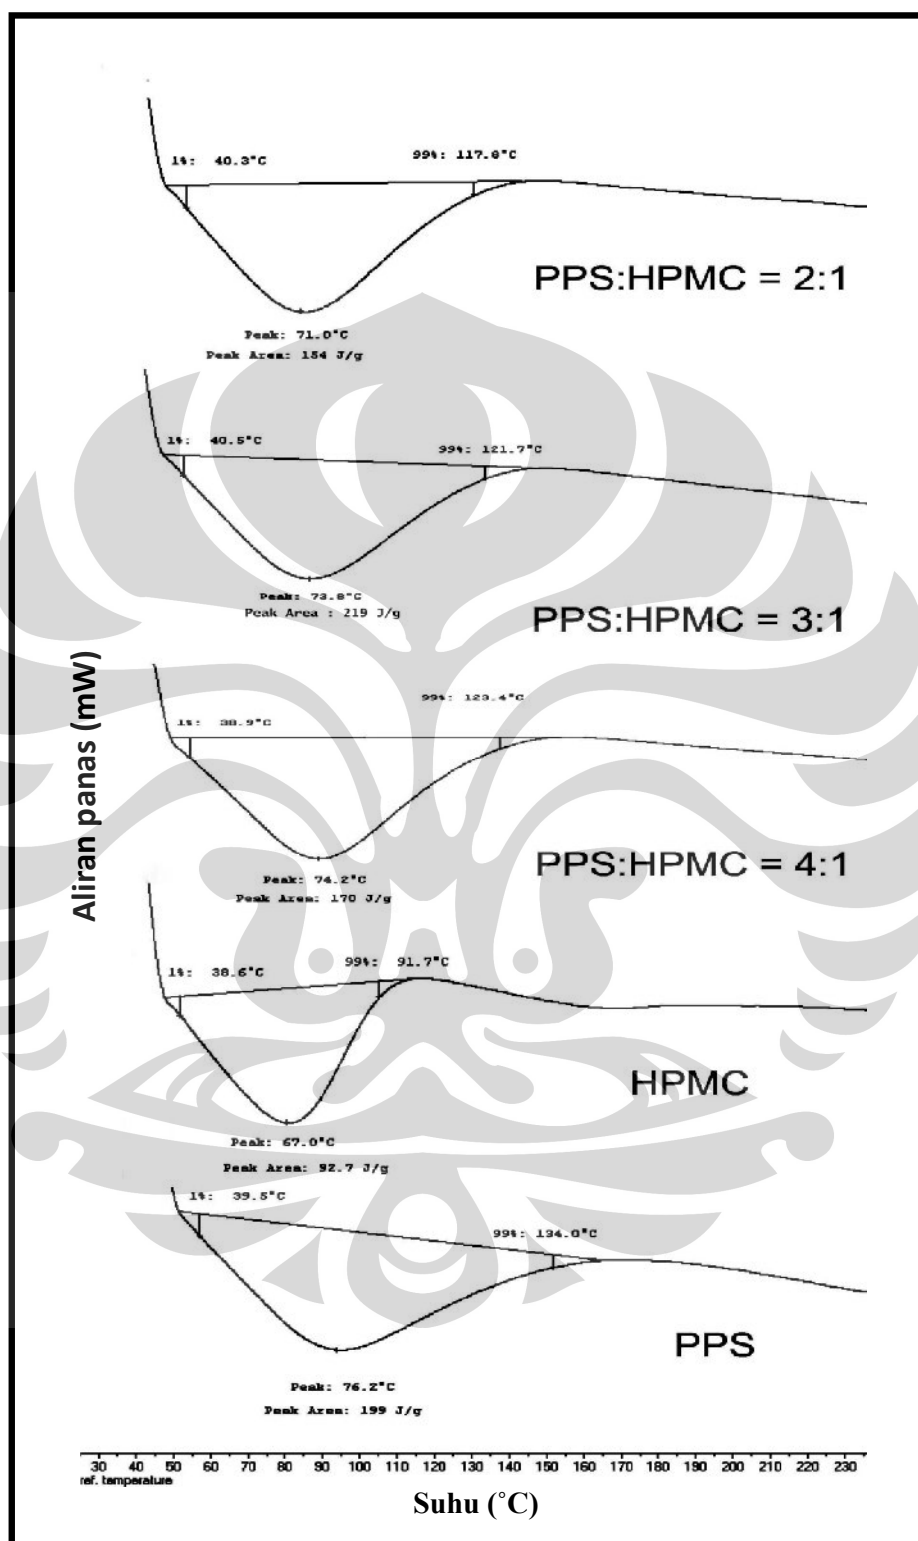 1%: 40.3°C
99%: 117.8°C
PPS:HPMC = 2:1
Peak: 71.0°C
Peak Area: 154 J/g
1%: 40.5°C
99%: 121.7°C
Peak: 73.8°C
Peak Area : 219 J/g
PPS:HPMC = 3:1
Aliran panas (mW)
99%: 123.4°C
1%: 38.9°C
PPS:HPMC = 4:1
Peak: 74.2°C
Peak Area: 170 J/g
99%: 91.7°C
1%: 38.6°C
HPMC
Peak: 67.0°C
Peak Area: 92.7 J/g
1%: 39.5°C
99%: 134.0°C
PPS
Peak: 76.2°C
Peak Area: 199 J/g
30 40 50 60 70 80 90 100 110 120 130 140 150 160 170 180 190 200 210 220 230
ref. temperature
Suhu (˚C)